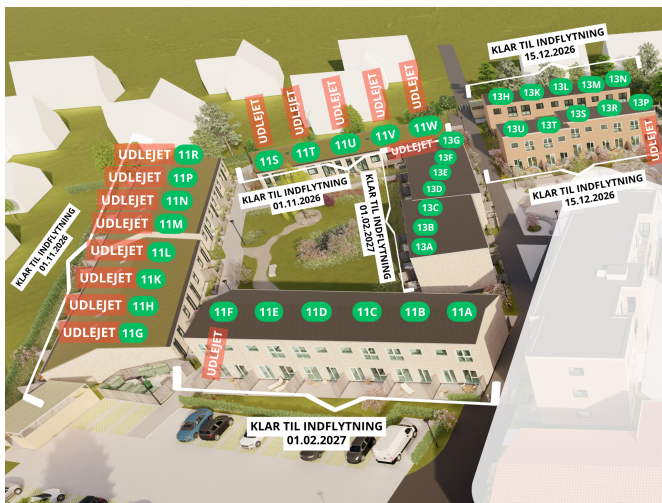 KLAR TIL INDFLYTNING
15.12.2026
13H
13K
13L
13M
13N
13U
13T
13S
13R
13P
UDLEJET
KLAR TIL INDFLYTNING
15.12.2026
UDLEJET
UDLEJET
UDLEJET
UDLEJET
UDLEJET
11S
11T
11U
11V
11W
KLAR TIL INDFLYTNING
01.11.2026
UDLEJET 13G
13F
13E
13D
13C
13B
13A
KLAR TIL INDFLYTNING
01.02.2027
UDLEJET 11R
UDLEJET 11P
UDLEJET 11N
UDLEJET 11M
UDLEJET 11L
UDLEJET 11K
UDLEJET 11H
UDLEJET 11G
KLAR TIL INDFLYTNING
01.11.2026
11F
11E
11D
11C
11B
11A
UDLEJET
KLAR TIL INDFLYTNING
01.02.2027